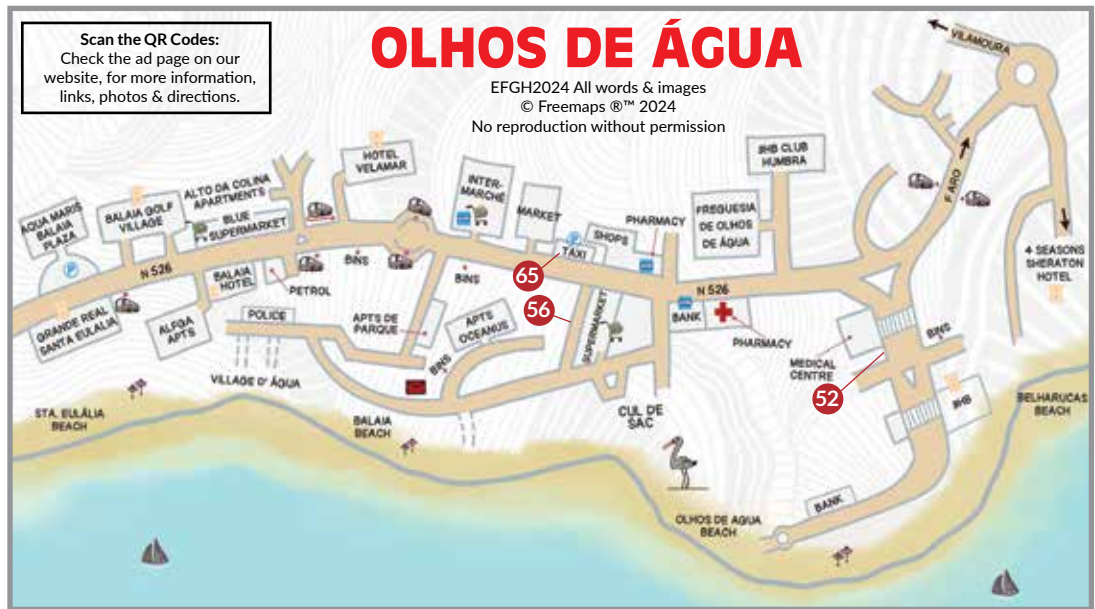 Scan the QR Codes:
Check the ad page on our
website, for more information,
links, photos & directions.
OLHOS DE ÁGUA
EFGH2024 All words & images
© Freemaps ®™ 2024
No reproduction without permission
VILAMOURA
FARO
4 SEASONS
SHERATON
HOTEL
HOTEL
VELAMAR
INTER-
MARCHE
MARKET
SHOPS
PHARMACY
FREGUESIA
DE OLHOS
DE ÁGUA
CLUB
HUMBRA
ALTO DA COLINA
APARTMENTS
AQUA MARIS
BALAIA
PLAZA
BALAIA GOLF
VILLAGE
BLUE
SUPERMARKET
P
P
TAXI
N 526
BALAIA
HOTEL
PETROL
BINS
BINS
65
56
N 526
BANK
PHARMACY
GRANDE REAL
SANTA EULALIA
APTS
POLICE
APTS DE
PARQUE
APTS
OCEANUS
SUPERMARKET
BINS
MEDICAL
CENTRE
BINS
52
VILLAGE D' ÁGUA
CUL DE
SAC
STA. EULÁLIA
BEACH
BALAIA
BEACH
BELHARUCAS
BEACH
BANK
OLHOS DE AGUA
BEACH